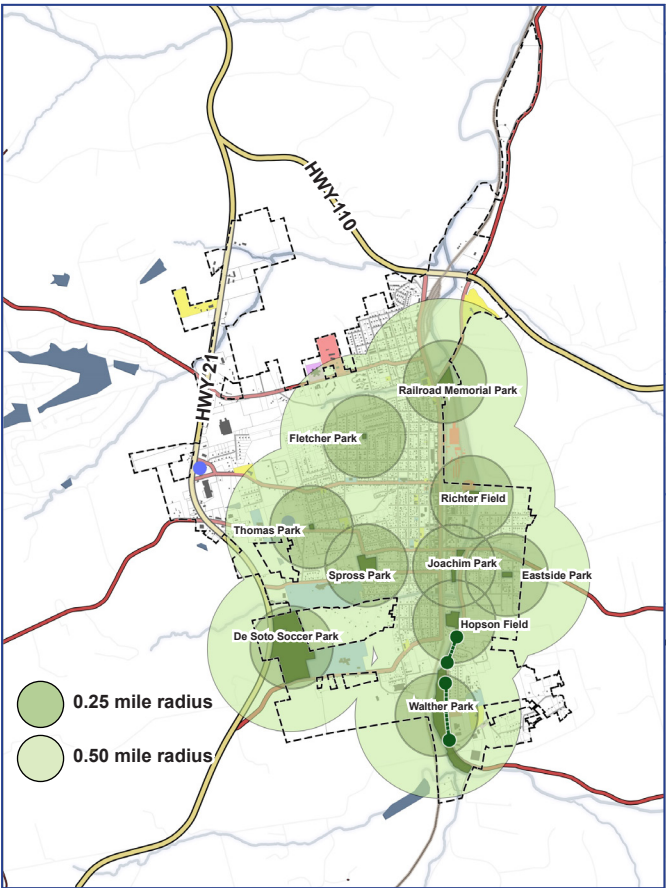 HWY 110
HWY 21
Railroad Memorial Park
Fletcher Park
Richter Field
Thomas Park
Joachim Park
Spross Park
Eastside Park
Hopson Field
De Soto Soccer Park
Walther Park
0.25 mile radius
0.50 mile radius